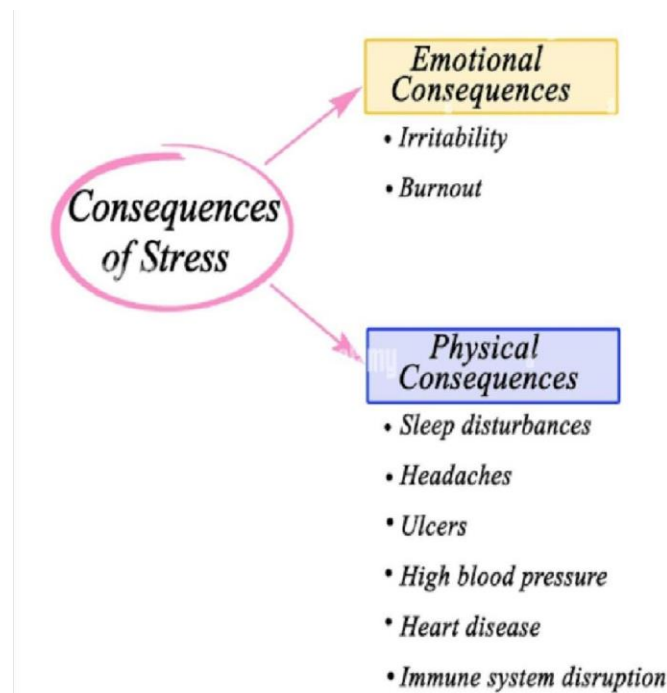 Emotional
Consequences
• Irritability
• Burnout
Consequences
of Stress
Physical
Consequences
• Sleep disturbances
• Headaches
• Ulcers
• High blood pressure
• Heart disease
• Immune system disruption